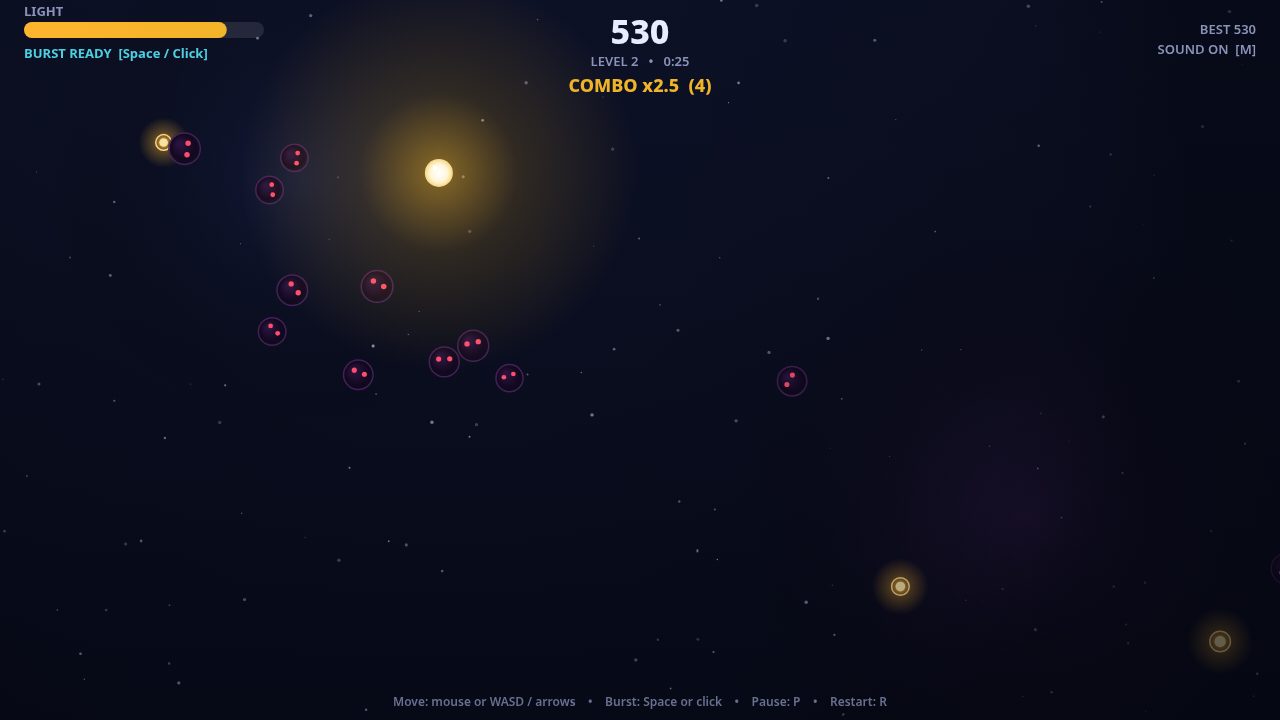 LIGHT
BURST READY [Space / Click]
530
LEVEL 2 • 0:25
COMBO x2.5 (4)
BEST 530
SOUND ON [M]
Move: mouse or WASD / arrows • Burst: Space or click • Pause: P • Restart: R